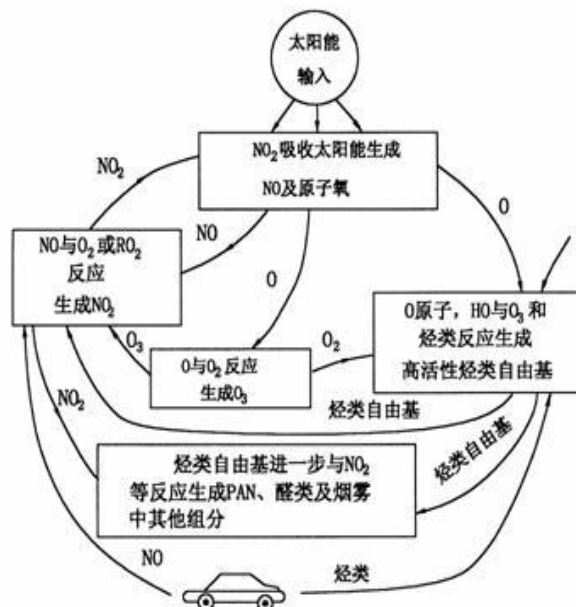 太阳能
输入
NO₂吸收太阳能生成
NO及原子氧
NO₂
NO
O
O
NO与O₂或RO₂
反应
生成NO₂
O原子，HO与O₃和
烃类反应生成
高活性烃类自由基
O₃
O与O₂反应
生成O₃
O₂
NO₂
烃类自由基
烃类自由基
烃类自由基进一步与NO₂
等反应生成PAN、醛类及烟雾
中其他组分
NO
烃类